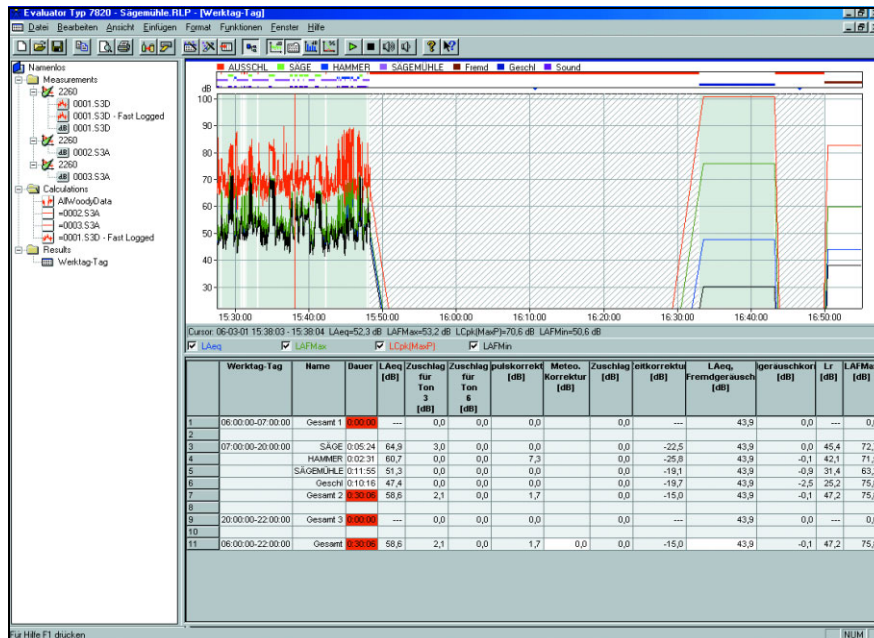 Evaluator Typ 7820 - Sägemühle.RLP - [Werktag-Tag]
Datei Bearbeiten Ansicht Einfügen Format Funktionen Fenster Hilfe
Namenlos
Measurements
2260
0001.S3D
0001.S3D - Fast Logged
0001.S3D
2260
0002.S3A
2260
0003.S3A
Calculations
AllWoodyData
=0002.S3A
=0003.S3A
=0001.S3D - Fast Logged
Results
Werktag-Tag
AUSSCHL SÄGE HAMMER SÄGEMÜHLE Fremd Geschl Sound
dB
100
90
80
70
60
50
40
30
15:30:00 15:40:00 15:50:00 16:00:00 16:10:00 16:20:00 16:30:00 16:40:00 16:50:00
Cursor: 06-03-01 15:38:03 - 15:38:04 LAeq=52,3 dB LAFMax=53,2 dB LCpk(MaxP)=70,6 dB LAFMin=50,6 dB
LAeq LAFMax LCpk(MaxP) LAFMin
Werktag-Tag Name Dauer LAeq [dB] Zuschlag für Ton 3 [dB] Zuschlag für Ton 6 [dB] pulskorrekt [dB] Meteo. Korrektur [dB] Zuschlag [dB] eitkorrektur [dB] LAeq, Fremdgeräusch [dB] lgeräuschkor [dB] Lr [dB] LAFMax [dB]
1 06:00:00-07:00:00 Gesamt 1 0:00:00 --- 0,0 0,0 0,0 0,0 --- 43,9 0,0 --- 0,
2
3 07:00:00-20:00:00 SÄGE 0:05:24 64,9 3,0 0,0 0,0 0,0 -22,5 43,9 0,0 45,4 72,
4 HAMMER 0:02:31 60,7 0,0 0,0 7,3 0,0 -25,8 43,9 -0,1 42,1 71,
5 SÄGEMÜHLE 0:11:55 51,3 0,0 0,0 0,0 0,0 -19,1 43,9 -0,9 31,4 63,
6 Geschl 0:10:16 47,4 0,0 0,0 0,0 0,0 -19,7 43,9 -2,5 25,2 75,
7 Gesamt 2 0:30:06 58,6 2,1 0,0 1,7 0,0 -15,0 43,9 -0,1 47,2 75,
8
9 20:00:00-22:00:00 Gesamt 3 0:00:00 --- 0,0 0,0 0,0 0,0 --- 43,9 0,0 --- 0,
10
11 06:00:00-22:00:00 Gesamt 0:30:06 58,6 2,1 0,0 1,7 0,0 0,0 -15,0 43,9 -0,1 47,2 75,
Für Hilfe F1 drücken
NUM